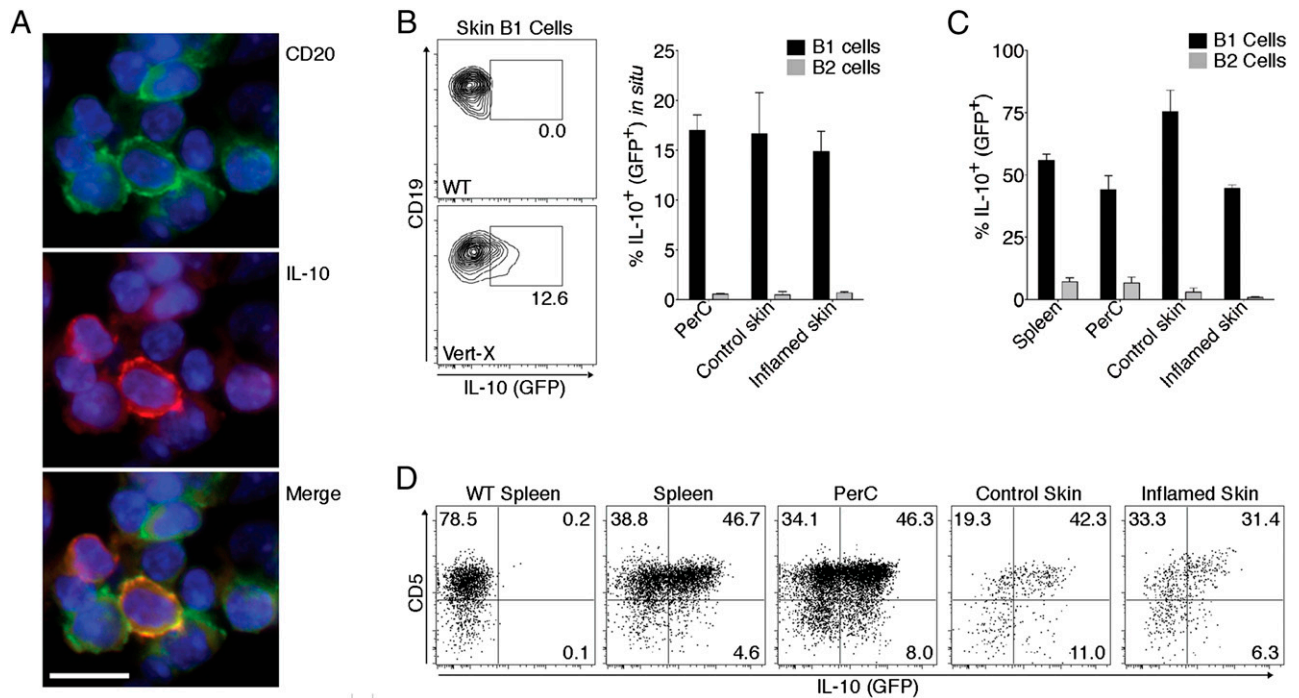 A
CD20
IL-10
Merge
B
Skin B1 Cells
0.0
WT
12.6
Vert-X
CD19
IL-10 (GFP)
B1 cells
B2 cells
25
20
15
10
5
0
% IL-10+ (GFP+) in situ
PerC
Control skin
Inflamed skin
C
B1 Cells
B2 Cells
100
75
50
25
0
% IL-10+ (GFP+)
Spleen
PerC
Control skin
Inflamed skin
D
WT Spleen
Spleen
PerC
Control Skin
Inflamed Skin
78.5 0.2
38.8 46.7
34.1 46.3
19.3 42.3
33.3 31.4
CD5
0.1
4.6
8.0
11.0
6.3
IL-10 (GFP)